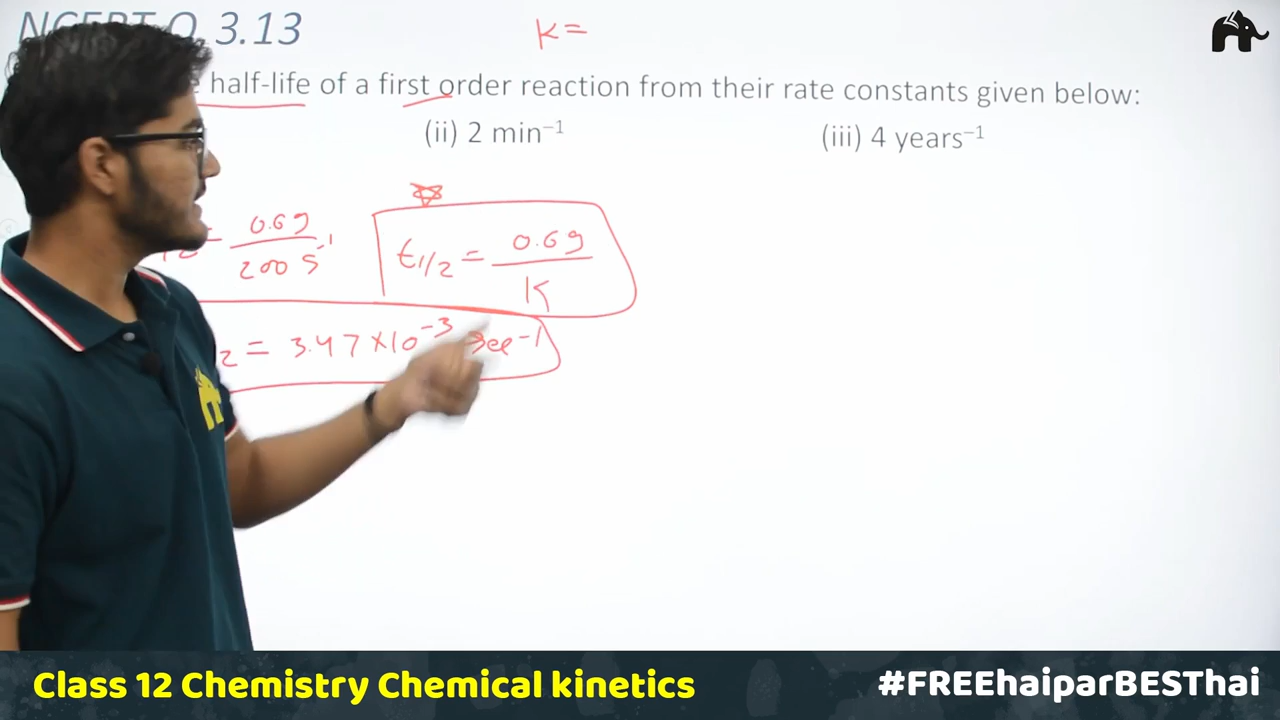 NCERT Q 3.13
K =
half-life of a first order reaction from their rate constants given below:
(ii) 2 min⁻¹
(iii) 4 years⁻¹
= 0.69 / 200 s⁻¹
t1/2 = 0.69 / K
2 = 3.47 × 10⁻³ sec⁻¹
Class 12 Chemistry Chemical kinetics
#FREEhaiparBESThai